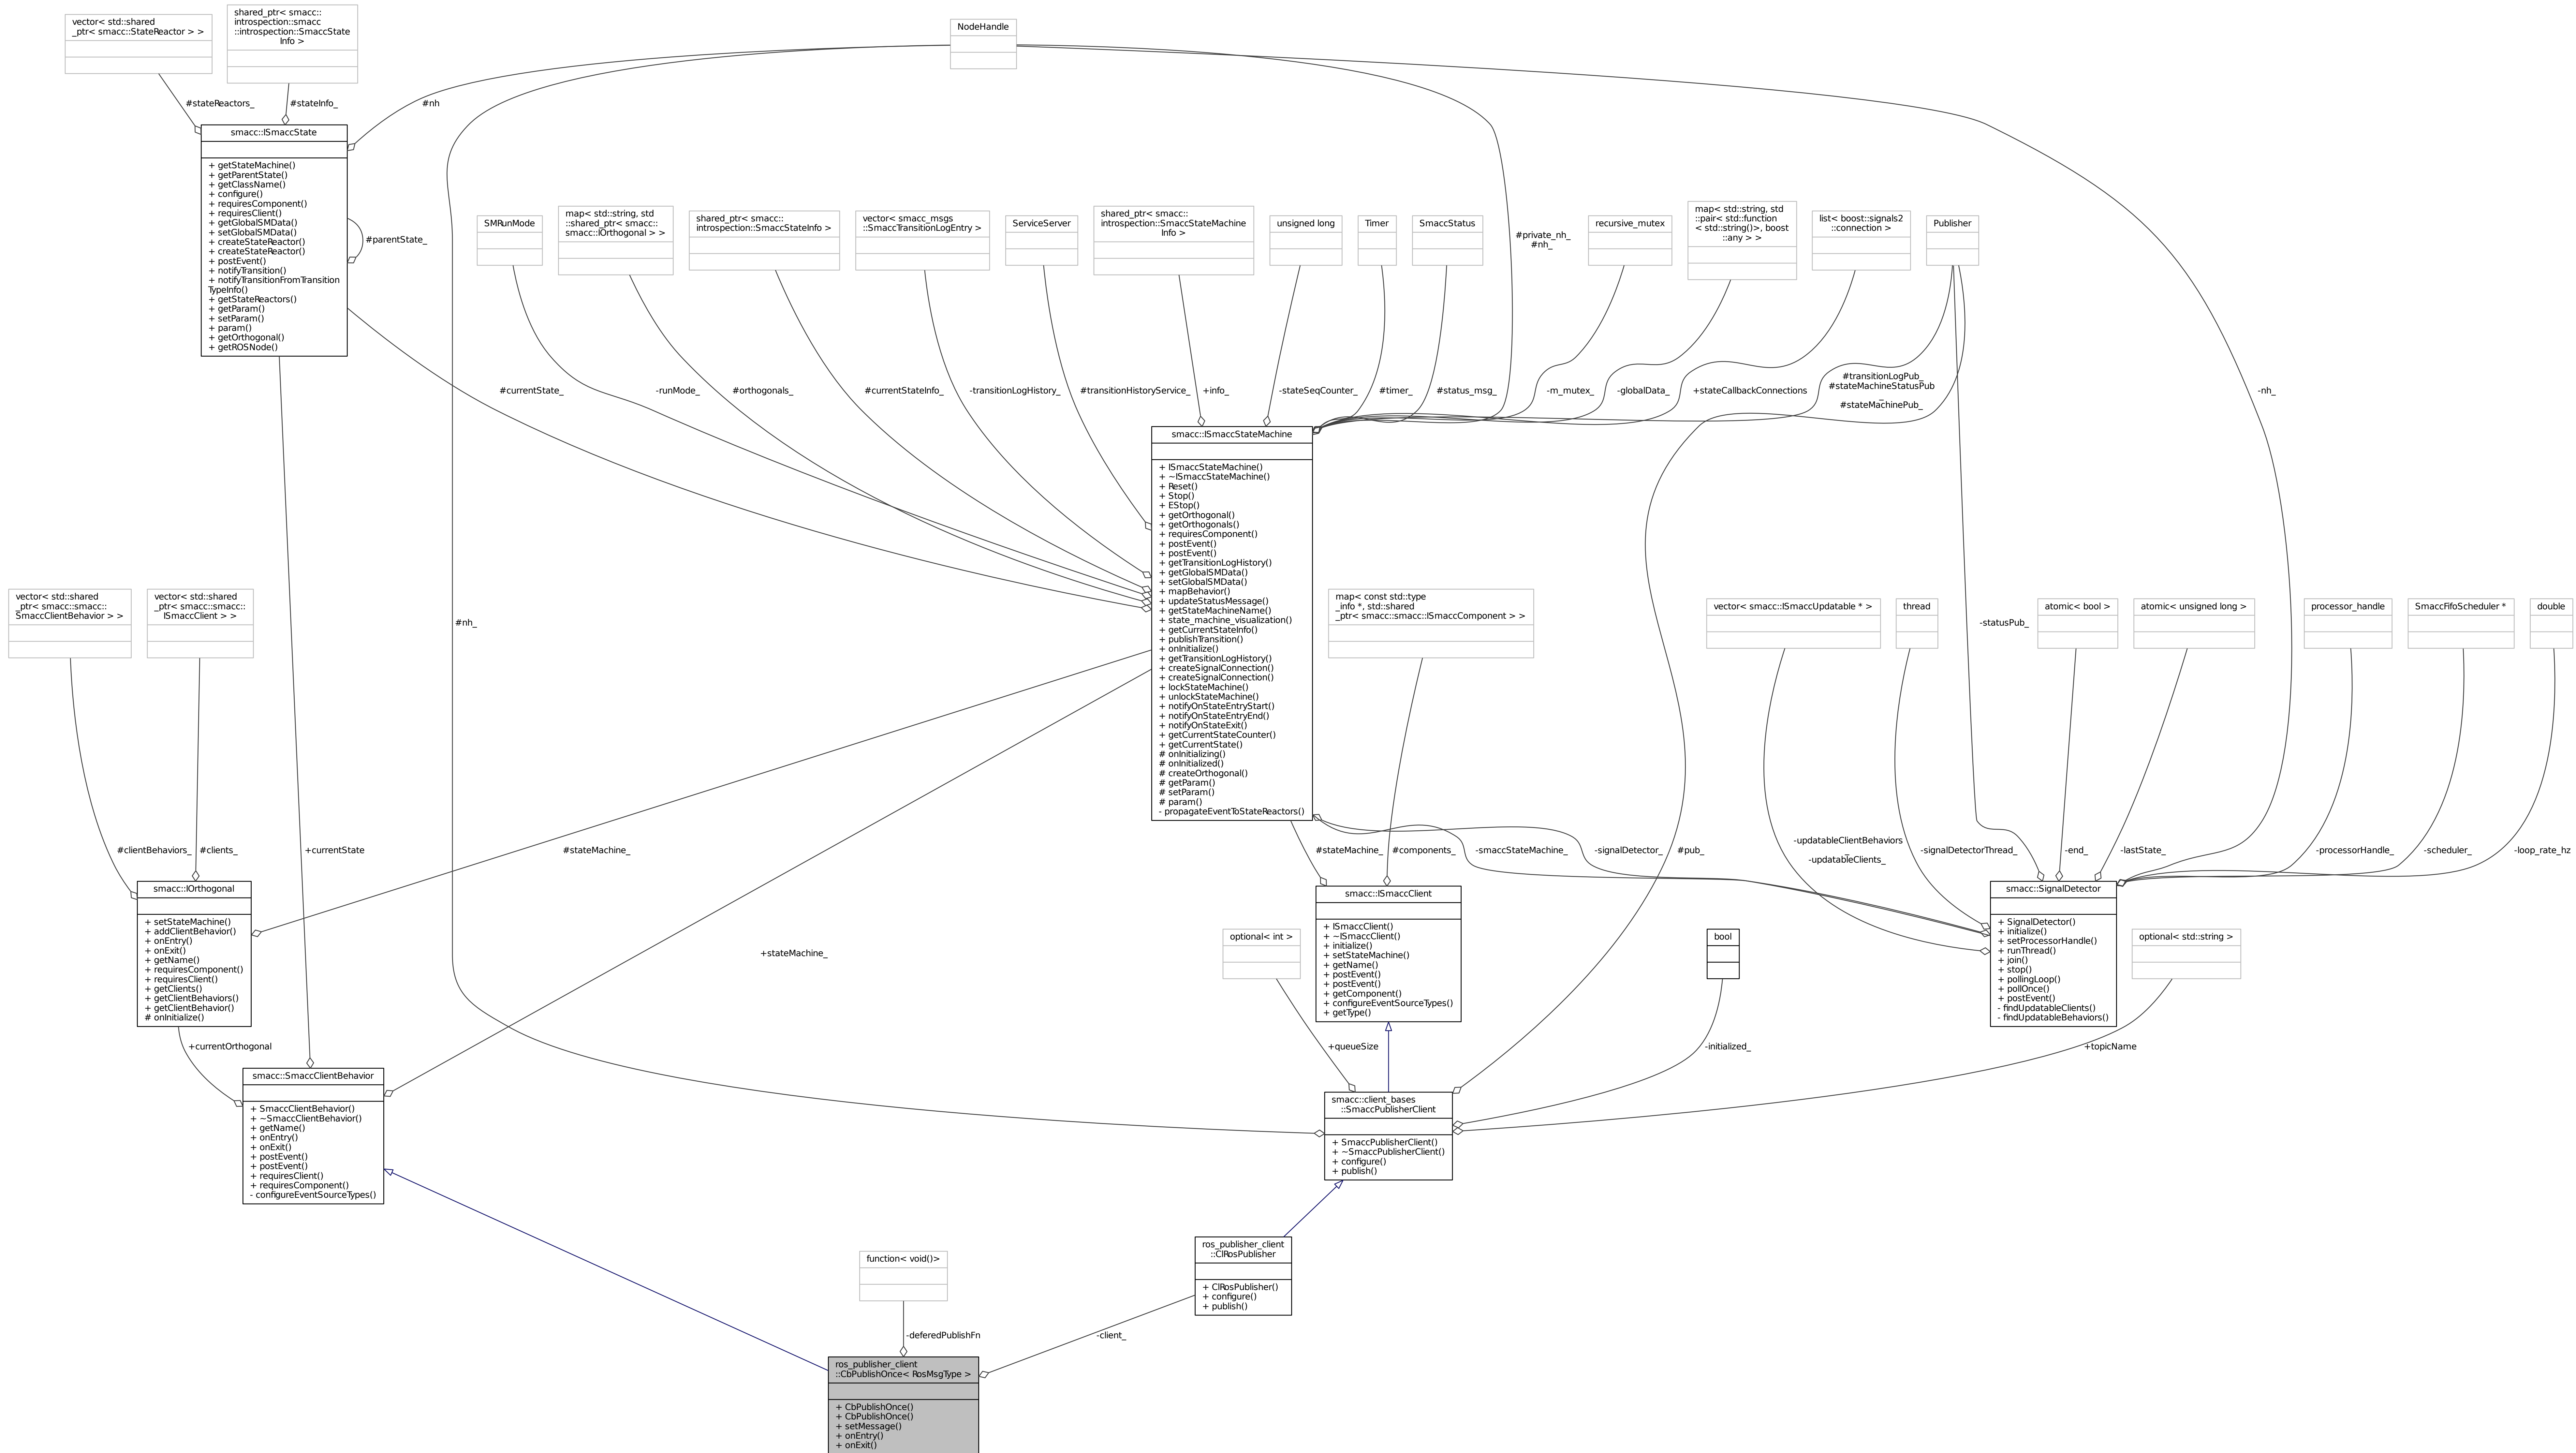 vector< std::shared
_ptr< smacc::StateReactor > >
shared_ptr< smacc::
introspection::smacc
::introspection::SmaccState
Info >
NodeHandle
#stateReactors_
#stateInfo_
#nh
smacc::ISmaccState
+ getStateMachine()
+ getParentState()
+ getClassName()
+ configure()
+ requiresComponent()
+ requiresClient()
+ getGlobalSMData()
+ setGlobalSMData()
+ createStateReactor()
+ createStateReactor()
+ postEvent()
+ notifyTransition()
+ notifyTransitionFromTransition
TypeInfo()
+ getStateReactors()
+ getParam()
+ setParam()
+ param()
+ getOrthogonal()
+ getROSNode()
#parentState_
SMRunMode
map< std::string, std
::shared_ptr< smacc::
smacc::IOrthogonal > >
shared_ptr< smacc::
introspection::SmaccStateInfo >
vector< smacc_msgs
::SmaccTransitionLogEntry >
ServiceServer
shared_ptr< smacc::
introspection::SmaccStateMachine
Info >
unsigned long
Timer
SmaccStatus
#private_nh_
#nh_
recursive_mutex
map< std::string, std
::pair< std::function
< std::string()>, boost
::any > >
list< boost::signals2
::connection >
Publisher
#currentState_
-runMode_
#orthogonals_
#currentStateInfo_
-transitionLogHistory_
#transitionHistoryService_
+info_
-stateSeqCounter_
#timer_
#status_msg_
-m_mutex_
-globalData_
+stateCallbackConnections
#transitionLogPub_
#stateMachineStatusPub
_
#stateMachinePub_
-nh_
smacc::ISmaccStateMachine
+ ISmaccStateMachine()
+ ~ISmaccStateMachine()
+ Reset()
+ Stop()
+ EStop()
+ getOrthogonal()
+ getOrthogonals()
+ requiresComponent()
+ postEvent()
+ postEvent()
+ getTransitionLogHistory()
+ getGlobalSMData()
+ setGlobalSMData()
+ mapBehavior()
+ updateStatusMessage()
+ getStateMachineName()
+ state_machine_visualization()
+ getCurrentStateInfo()
+ publishTransition()
+ onInitialize()
+ getTransitionLogHistory()
+ createSignalConnection()
+ createSignalConnection()
+ lockStateMachine()
+ unlockStateMachine()
+ notifyOnStateEntryStart()
+ notifyOnStateEntryEnd()
+ notifyOnStateExit()
+ getCurrentStateCounter()
+ getCurrentState()
# onInitializing()
# onInitialized()
# createOrthogonal()
# getParam()
# setParam()
# param()
- propagateEventToStateReactors()
vector< std::shared
_ptr< smacc::smacc::
SmaccClientBehavior > >
vector< std::shared
_ptr< smacc::smacc::
ISmaccClient > >
#nh_
map< const std::type
_info *, std::shared
_ptr< smacc::smacc::ISmaccComponent > >
vector< smacc::ISmaccUpdatable * >
thread
-statusPub_
atomic< bool >
atomic< unsigned long >
processor_handle
SmaccFifoScheduler *
double
#clientBehaviors_
#clients_
+currentState
#stateMachine_
#stateMachine_
#components_
-smaccStateMachine_
-signalDetector_
#pub_
-updatableClientBehaviors
_
-updatableClients_
-signalDetectorThread_
-end_
-lastState_
-processorHandle_
-scheduler_
-loop_rate_hz
smacc::IOrthogonal
+ setStateMachine()
+ addClientBehavior()
+ onEntry()
+ onExit()
+ getName()
+ requiresComponent()
+ requiresClient()
+ getClients()
+ getClientBehaviors()
+ getClientBehavior()
# onInitialize()
+stateMachine_
smacc::ISmaccClient
+ ISmaccClient()
+ ~ISmaccClient()
+ initialize()
+ setStateMachine()
+ getName()
+ postEvent()
+ postEvent()
+ getComponent()
+ configureEventSourceTypes()
+ getType()
smacc::SignalDetector
+ SignalDetector()
+ initialize()
+ setProcessorHandle()
+ runThread()
+ join()
+ stop()
+ pollingLoop()
+ pollOnce()
+ postEvent()
- findUpdatableClients()
- findUpdatableBehaviors()
optional< int >
bool
optional< std::string >
+currentOrthogonal
+queueSize
-initialized_
+topicName
smacc::SmaccClientBehavior
+ SmaccClientBehavior()
+ ~SmaccClientBehavior()
+ getName()
+ onEntry()
+ onExit()
+ postEvent()
+ postEvent()
+ requiresClient()
+ requiresComponent()
- configureEventSourceTypes()
smacc::client_bases
::SmaccPublisherClient
+ SmaccPublisherClient()
+ ~SmaccPublisherClient()
+ configure()
+ publish()
function< void()>
ros_publisher_client
::ClRosPublisher
+ ClRosPublisher()
+ configure()
+ publish()
-deferedPublishFn
-client_
ros_publisher_client
::CbPublishOnce< RosMsgType >
+ CbPublishOnce()
+ CbPublishOnce()
+ setMessage()
+ onEntry()
+ onExit()